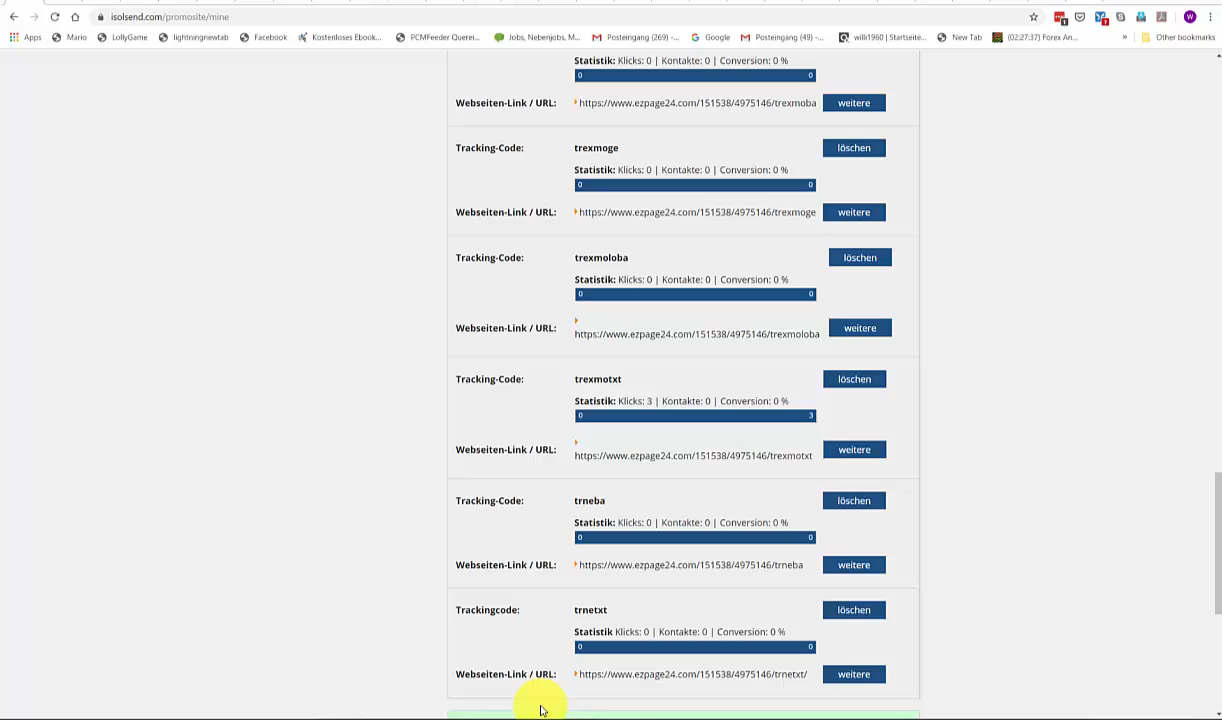 isolsend.com/promosite/mine
Apps Mario LollyGame lightningnewtab Facebook Kostenloses Ebook... PCMFeeder Querei... Jobs, Nebenjobs, M... Posteingang (269) -... Google Posteingang (49) -... willi1960 | Startseite... New Tab (02:27:37) Forex An... » Other bookmarks
Statistik: Klicks: 0 | Kontakte: 0 | Conversion: 0 %
0 0
Webseiten-Link / URL: https://www.ezpage24.com/151538/4975146/trexmoba weitere
Tracking-Code: trexmoge löschen
Statistik: Klicks: 0 | Kontakte: 0 | Conversion: 0 %
0 0
Webseiten-Link / URL: https://www.ezpage24.com/151538/4975146/trexmoge weitere
Tracking-Code: trexmoloba löschen
Statistik: Klicks: 0 | Kontakte: 0 | Conversion: 0 %
0 0
Webseiten-Link / URL: https://www.ezpage24.com/151538/4975146/trexmoloba weitere
Tracking-Code: trexmotxt löschen
Statistik: Klicks: 3 | Kontakte: 0 | Conversion: 0 %
0 3
Webseiten-Link / URL: https://www.ezpage24.com/151538/4975146/trexmotxt weitere
Tracking-Code: trneba löschen
Statistik: Klicks: 0 | Kontakte: 0 | Conversion: 0 %
0 0
Webseiten-Link / URL: https://www.ezpage24.com/151538/4975146/trneba weitere
Trackingcode: trnetxt löschen
Statistik Klicks: 0 | Kontakte: 0 | Conversion: 0 %
0 0
Webseiten-Link / URL: https://www.ezpage24.com/151538/4975146/trnetxt/ weitere